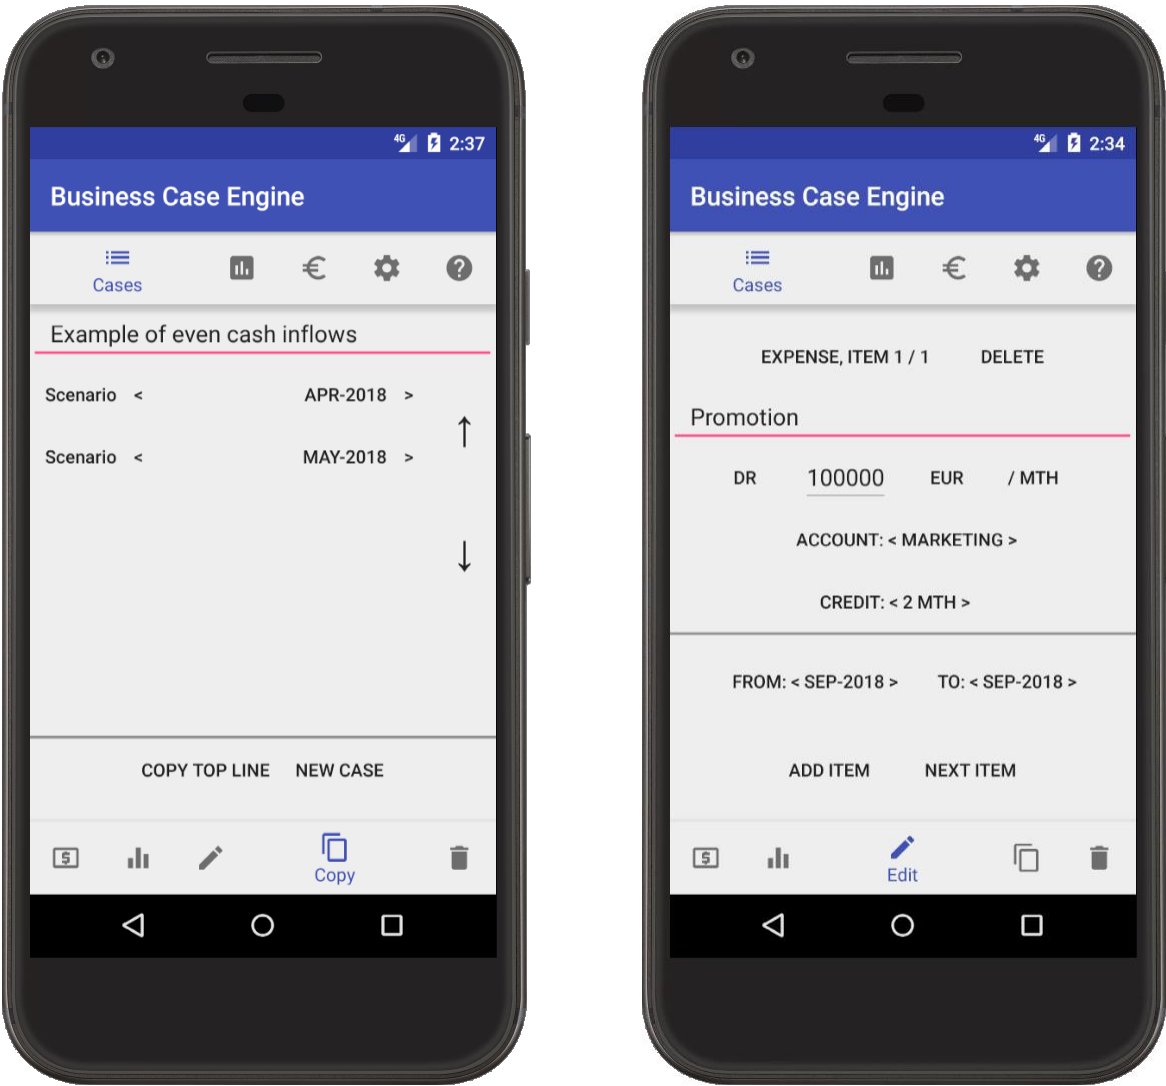 4G 2:37
Business Case Engine
Cases
Example of even cash inflows
Scenario < APR-2018 >
Scenario < MAY-2018 >
COPY TOP LINE NEW CASE
Copy
4G 2:34
Business Case Engine
Cases
EXPENSE, ITEM 1 / 1 DELETE
Promotion
DR 100000 EUR / MTH
ACCOUNT: < MARKETING >
CREDIT: < 2 MTH >
FROM: < SEP-2018 > TO: < SEP-2018 >
ADD ITEM NEXT ITEM
Edit